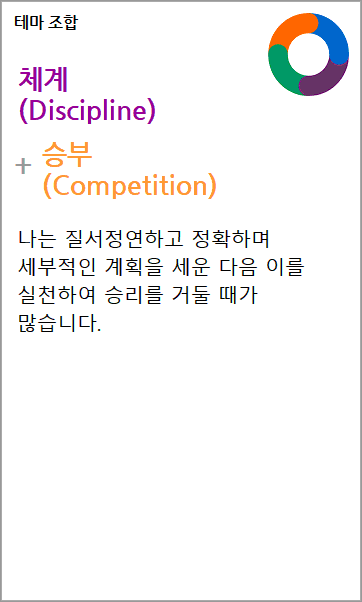 테마 조합
체계
(Discipline)
+ 승부
(Competition)
나는 질서정연하고 정확하며
세부적인 계획을 세운 다음 이를
실천하여 승리를 거둘 때가
많습니다.